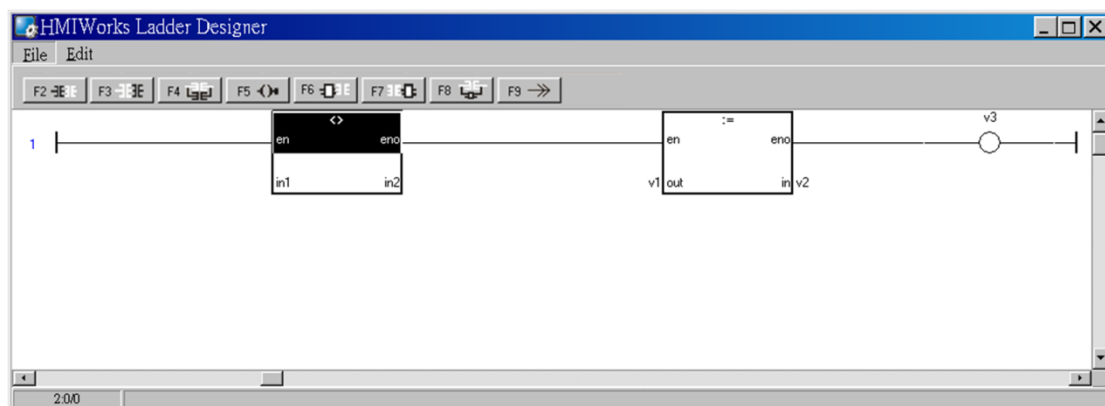 HMIWorks Ladder Designer
File Edit
F2 F3 F4 F5 F6 F7 F8 F9
<> := v3
1 en eno en eno
in1 in2 v1 out in v2
2:0/0